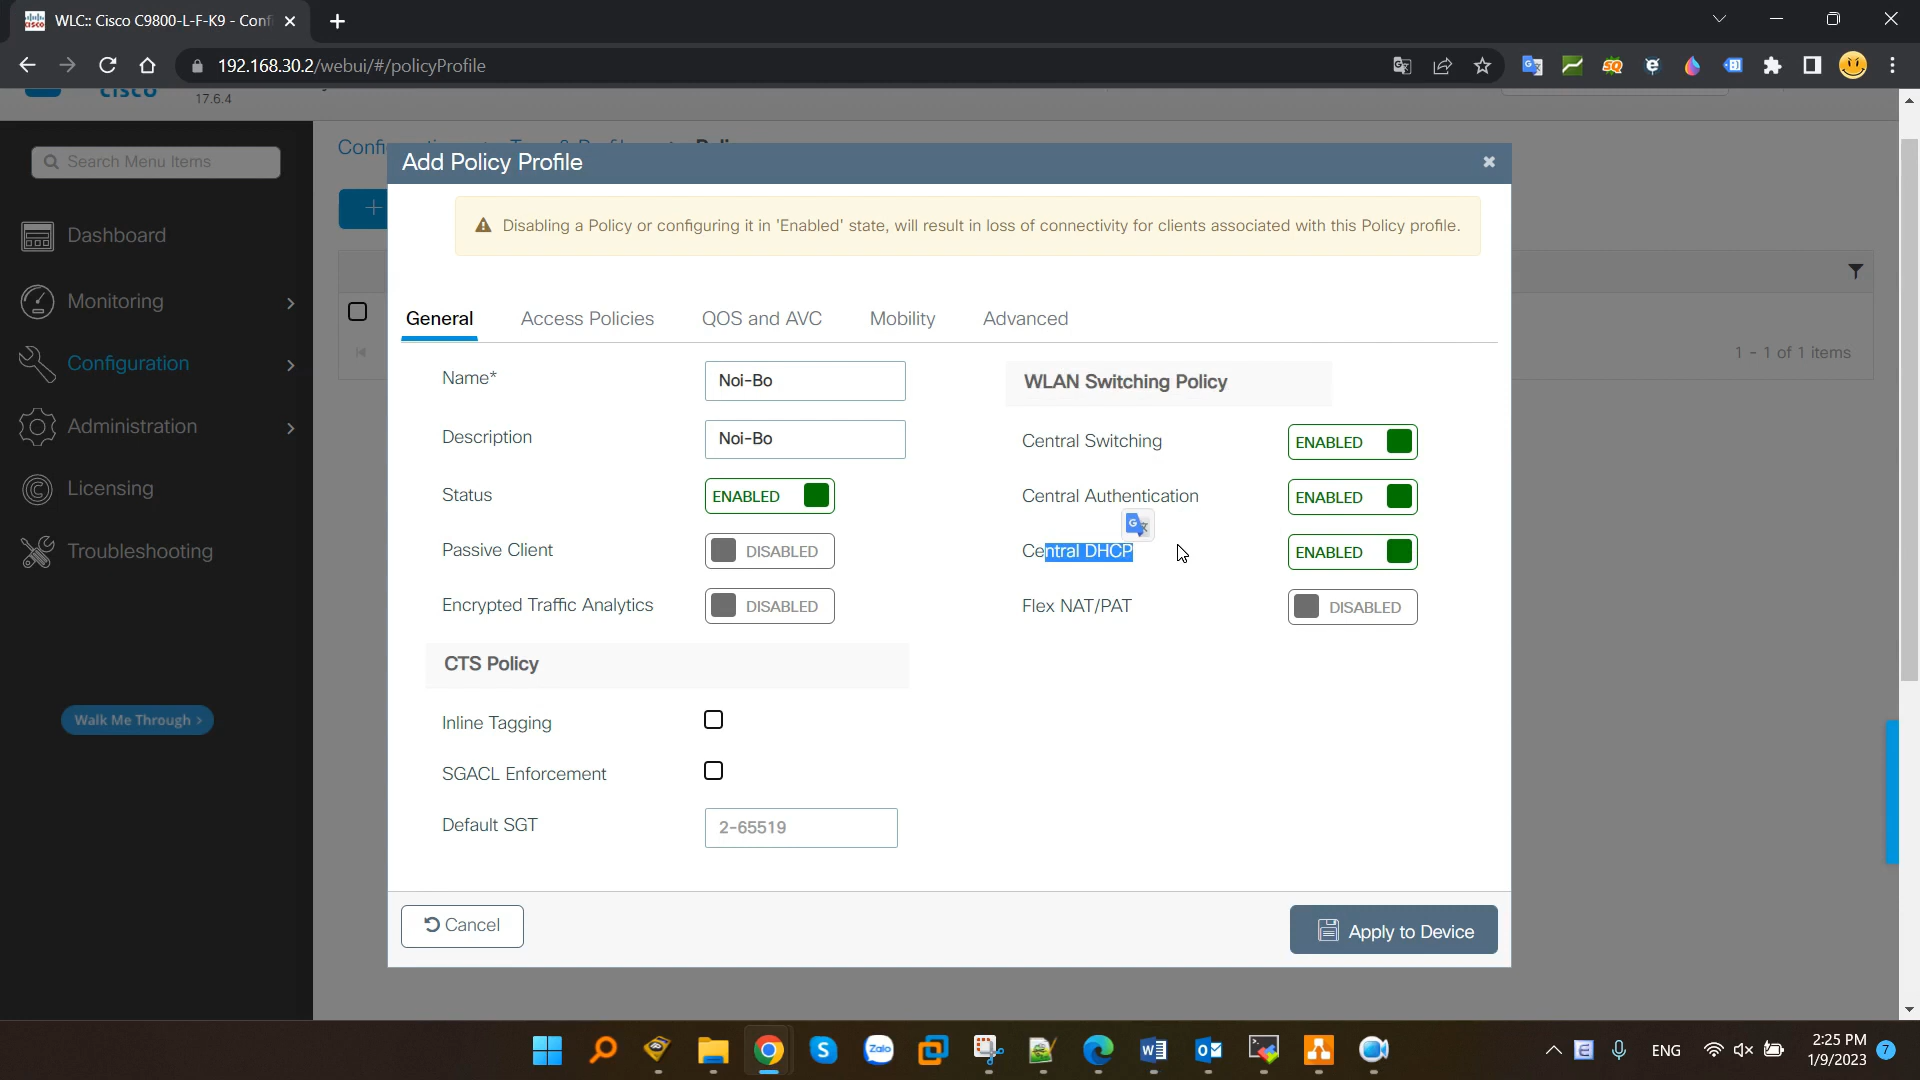 WLC:: Cisco C9800-L-F-K9 - Conf
192.168.30.2/webui/#/policyProfile
cisco
17.6.4
Search Menu Items
Dashboard
Monitoring
Configuration
Administration
Licensing
Troubleshooting
Walk Me Through >
Add Policy Profile
Disabling a Policy or configuring it in 'Enabled' state, will result in loss of connectivity for clients associated with this Policy profile.
General Access Policies QOS and AVC Mobility Advanced
Name* Noi-Bo
Description Noi-Bo
Status ENABLED
Passive Client DISABLED
Encrypted Traffic Analytics DISABLED
CTS Policy
Inline Tagging
SGACL Enforcement
Default SGT 2-65519
WLAN Switching Policy
Central Switching ENABLED
Central Authentication ENABLED
Central DHCP ENABLED
Flex NAT/PAT DISABLED
1 - 1 of 1 items
Cancel
Apply to Device
Zalo
ENG
2:25 PM
1/9/2023
7